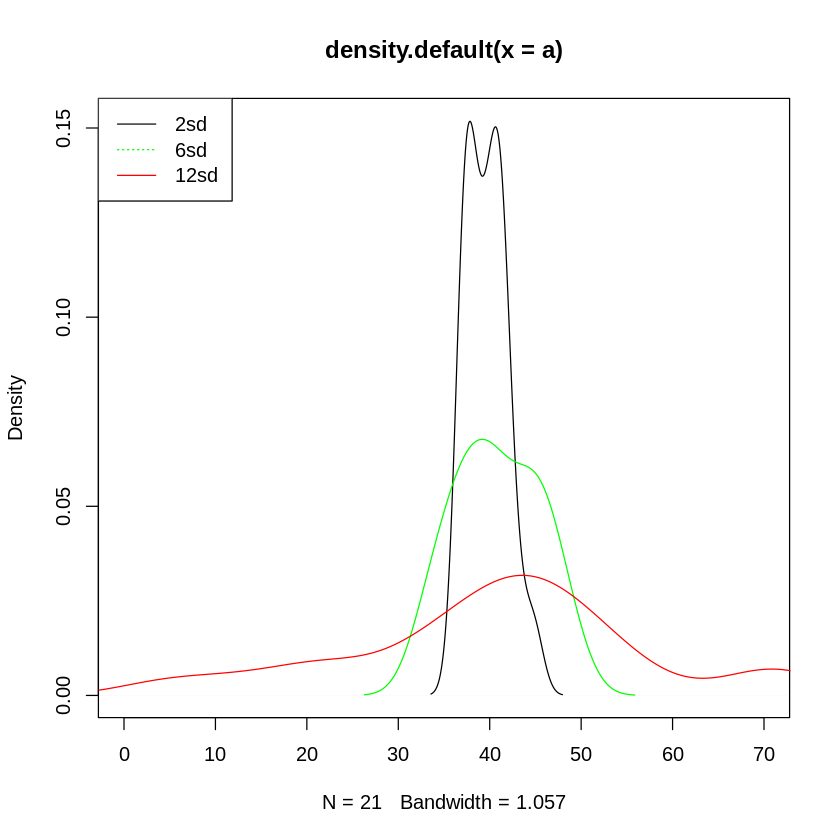 density.default(x = a)
2sd
6sd
12sd
Density
0.00
0.05
0.10
0.15
0 10 20 30 40 50 60 70
N = 21 Bandwidth = 1.057